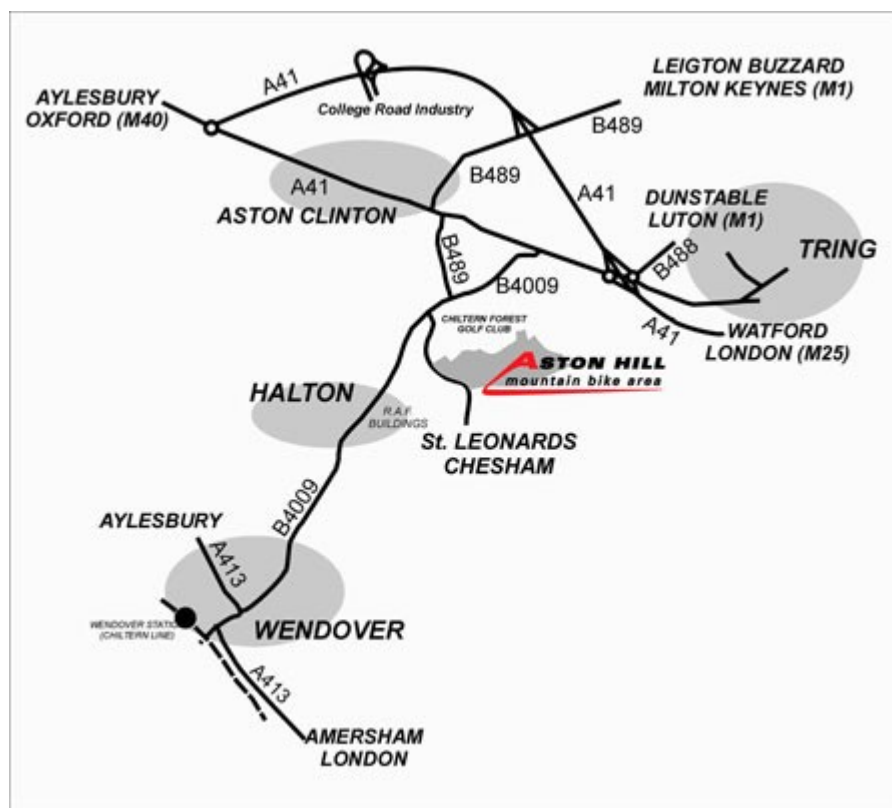 A41
LEIGTON BUZZARD
MILTON KEYNES (M1)
AYLESBURY
OXFORD (M40)
College Road Industry
B489
B489
A41
A41
DUNSTABLE
LUTON (M1)
ASTON CLINTON
TRING
B489
B488
B4009
CHILTERN FOREST
GOLF CLUB
A41
WATFORD
LONDON (M25)
ASTON HILL
mountain bike area
HALTON
R.A.F.
BUILDINGS
St. LEONARDS
CHESHAM
B4009
AYLESBURY
A413
WENDOVER STATI
(CHILTERN LINE)
WENDOVER
A413
AMERSHAM
LONDON